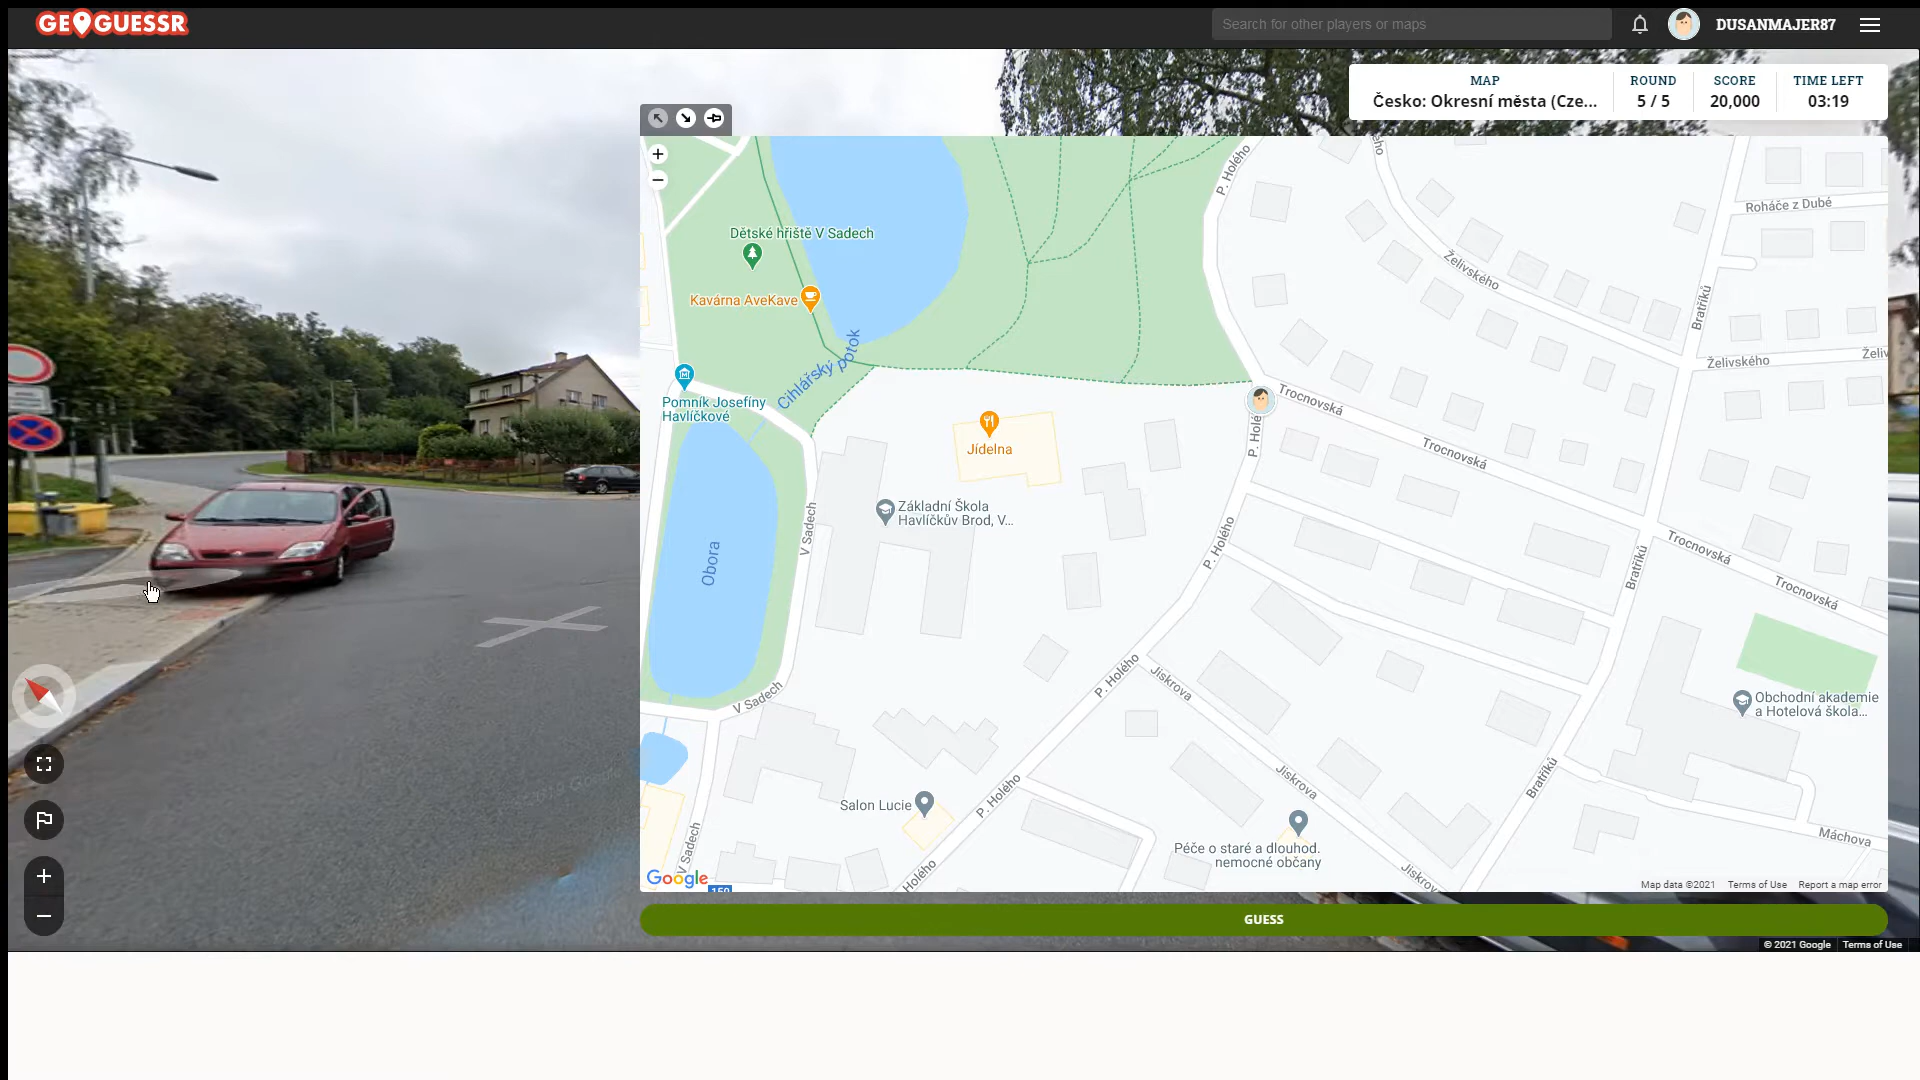 GEOGUESSR
Search for other players or maps
DUSANMAJER87
MAP
Česko: Okresní města (Cze...
ROUND
5 / 5
SCORE
20,000
TIME LEFT
03:19
P. Holého
Roháče z Dubé
Dětské hřiště V Sadech
Želivského
Bratříků
Kavárna AveKave
Cihlářský potok
Želivského
Pomník Josefíny
Havlíčkové
Trocnovská
Jídelna
Trocnovská
Základní Škola
Havlíčkův Brod, V...
V Sadech
Obora
P. Holého
Trocnovská
Bratříků
Trocnovská
P. Holého
Jiskrova
V Sadech
Obchodní akademie
a Hotelová škola...
Jiskrova
Bratříků
P. Holého
Salon Lucie
V Sadech
Máchova
Péče o staré a dlouhod.
nemocné občany
Holého
Google
Map data ©2021
Terms of Use
Report a map error
GUESS
© 2021 Google
Terms of Use